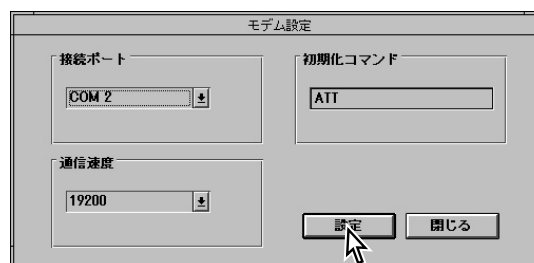 モデム設定
接続ポート
COM 2
初期化コマンド
ATT
通信速度
19200
設定
閉じる